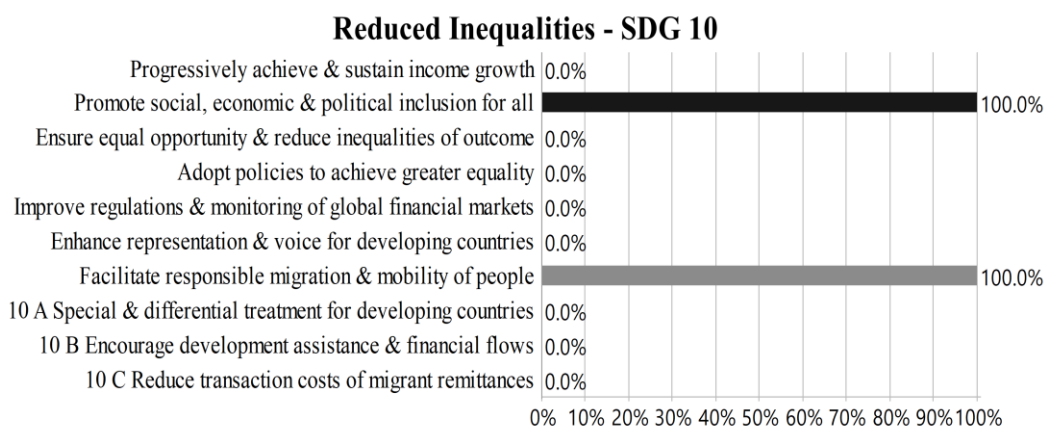 Reduced Inequalities - SDG 10
Progressively achieve & sustain income growth 0.0%
Promote social, economic & political inclusion for all 100.0%
Ensure equal opportunity & reduce inequalities of outcome 0.0%
Adopt policies to achieve greater equality 0.0%
Improve regulations & monitoring of global financial markets 0.0%
Enhance representation & voice for developing countries 0.0%
Facilitate responsible migration & mobility of people 100.0%
10 A Special & differential treatment for developing countries 0.0%
10 B Encourage development assistance & financial flows 0.0%
10 C Reduce transaction costs of migrant remittances 0.0%
0% 10% 20% 30% 40% 50% 60% 70% 80% 90% 100%